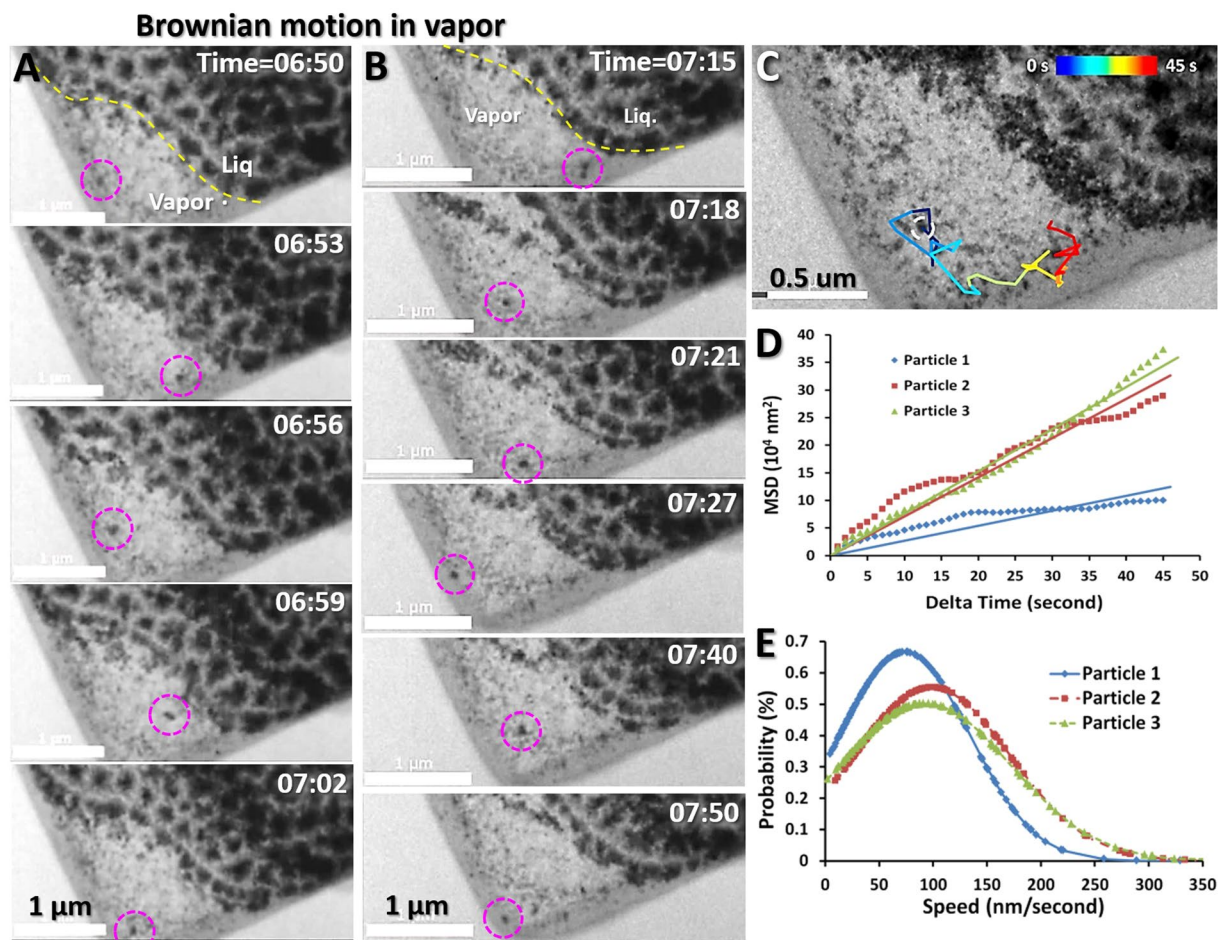 Brownian motion in vapor
A
Time=06:50
Liq
Vapor
1 μm
06:53
1 μm
06:56
1 μm
06:59
1 μm
07:02
1 μm
B
Time=07:15
Vapor
Liq.
1 μm
07:18
1 μm
07:21
1 μm
07:27
1 μm
07:40
1 μm
07:50
1 μm
C
0 s 45 s
0.5 um
D
MSD (10⁴ nm²)
40
35
30
25
20
15
10
5
0
Particle 1
Particle 2
Particle 3
0 5 10 15 20 25 30 35 40 45 50
Delta Time (second)
E
Probability (%)
0.7
0.6
0.5
0.4
0.3
0.2
0.1
0
Particle 1
Particle 2
Particle 3
0 50 100 150 200 250 300 350
Speed (nm/second)